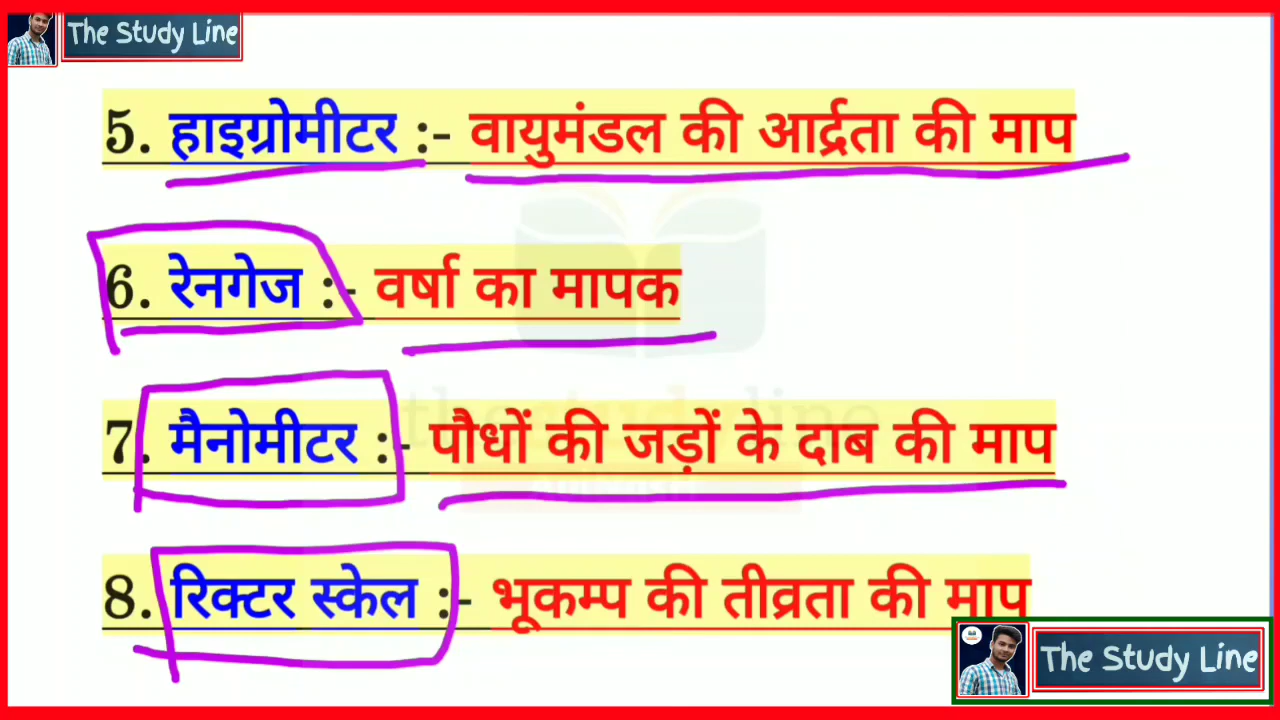 The Study Line
5. हाइग्रोमीटर :- वायुमंडल की आर्द्रता की माप
6. रेनगेज :- वर्षा का मापक
7. मैनोमीटर :- पौधों की जड़ों के दाब की माप
8. रिक्टर स्केल :- भूकम्प की तीव्रता की माप
The Study Line
thestudyline